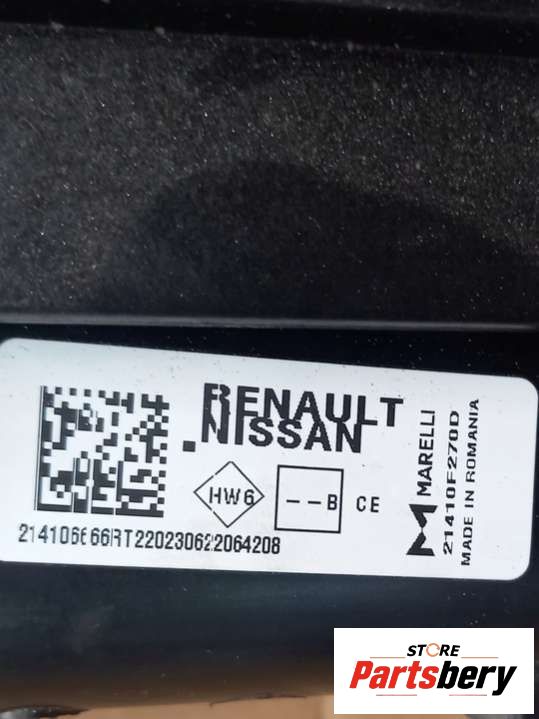 RENAULT
NISSAN
HW6
--B
CE
214106666RT220230622064208
MARELLI
21410F270D
MADE IN ROMANIA
STORE
Partsbery